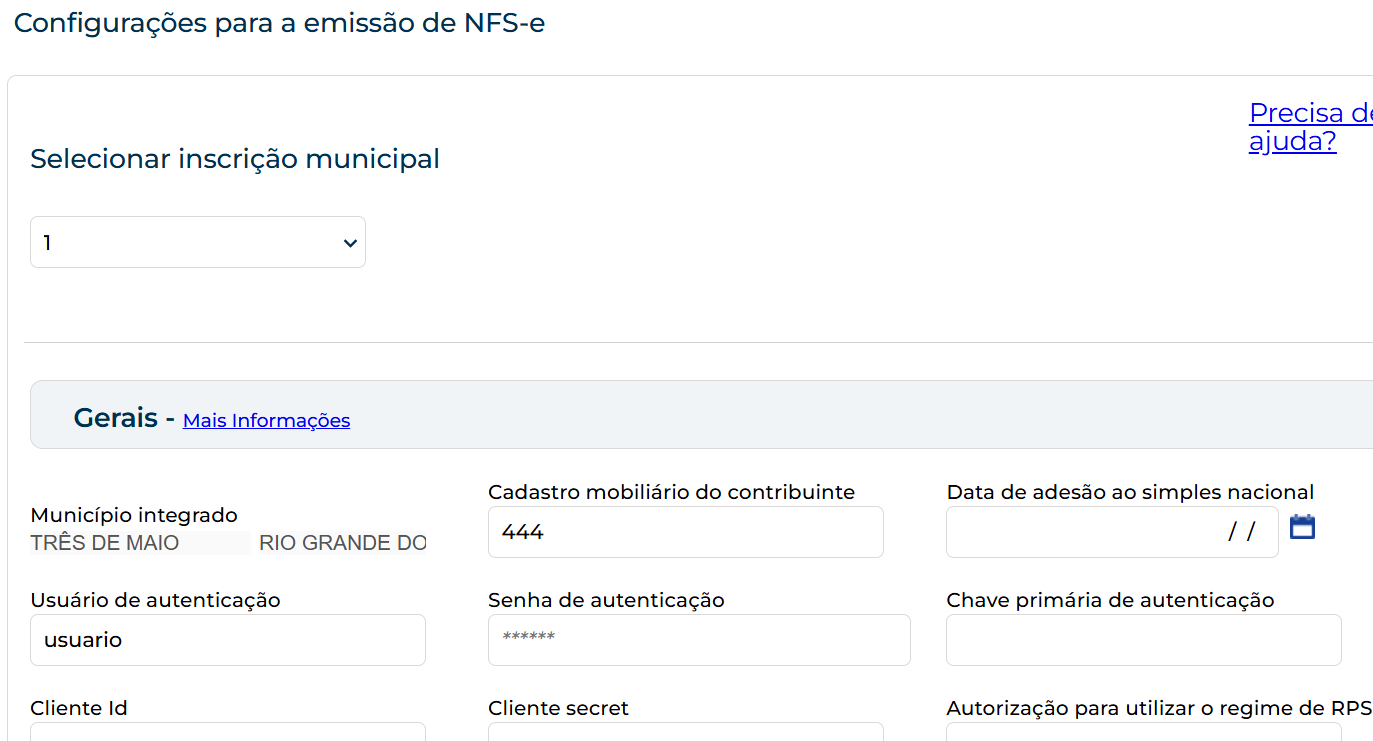 Configurações para a emissão de NFS-e
Precisa de
ajuda?
Selecionar inscrição municipal
1
Gerais - Mais Informações
Município integrado
TRÊS DE MAIO RIO GRANDE DO
Cadastro mobiliário do contribuinte
444
Data de adesão ao simples nacional
/ /
Usuário de autenticação
usuario
Senha de autenticação
******
Chave primária de autenticação
Cliente Id
Cliente secret
Autorização para utilizar o regime de RPS